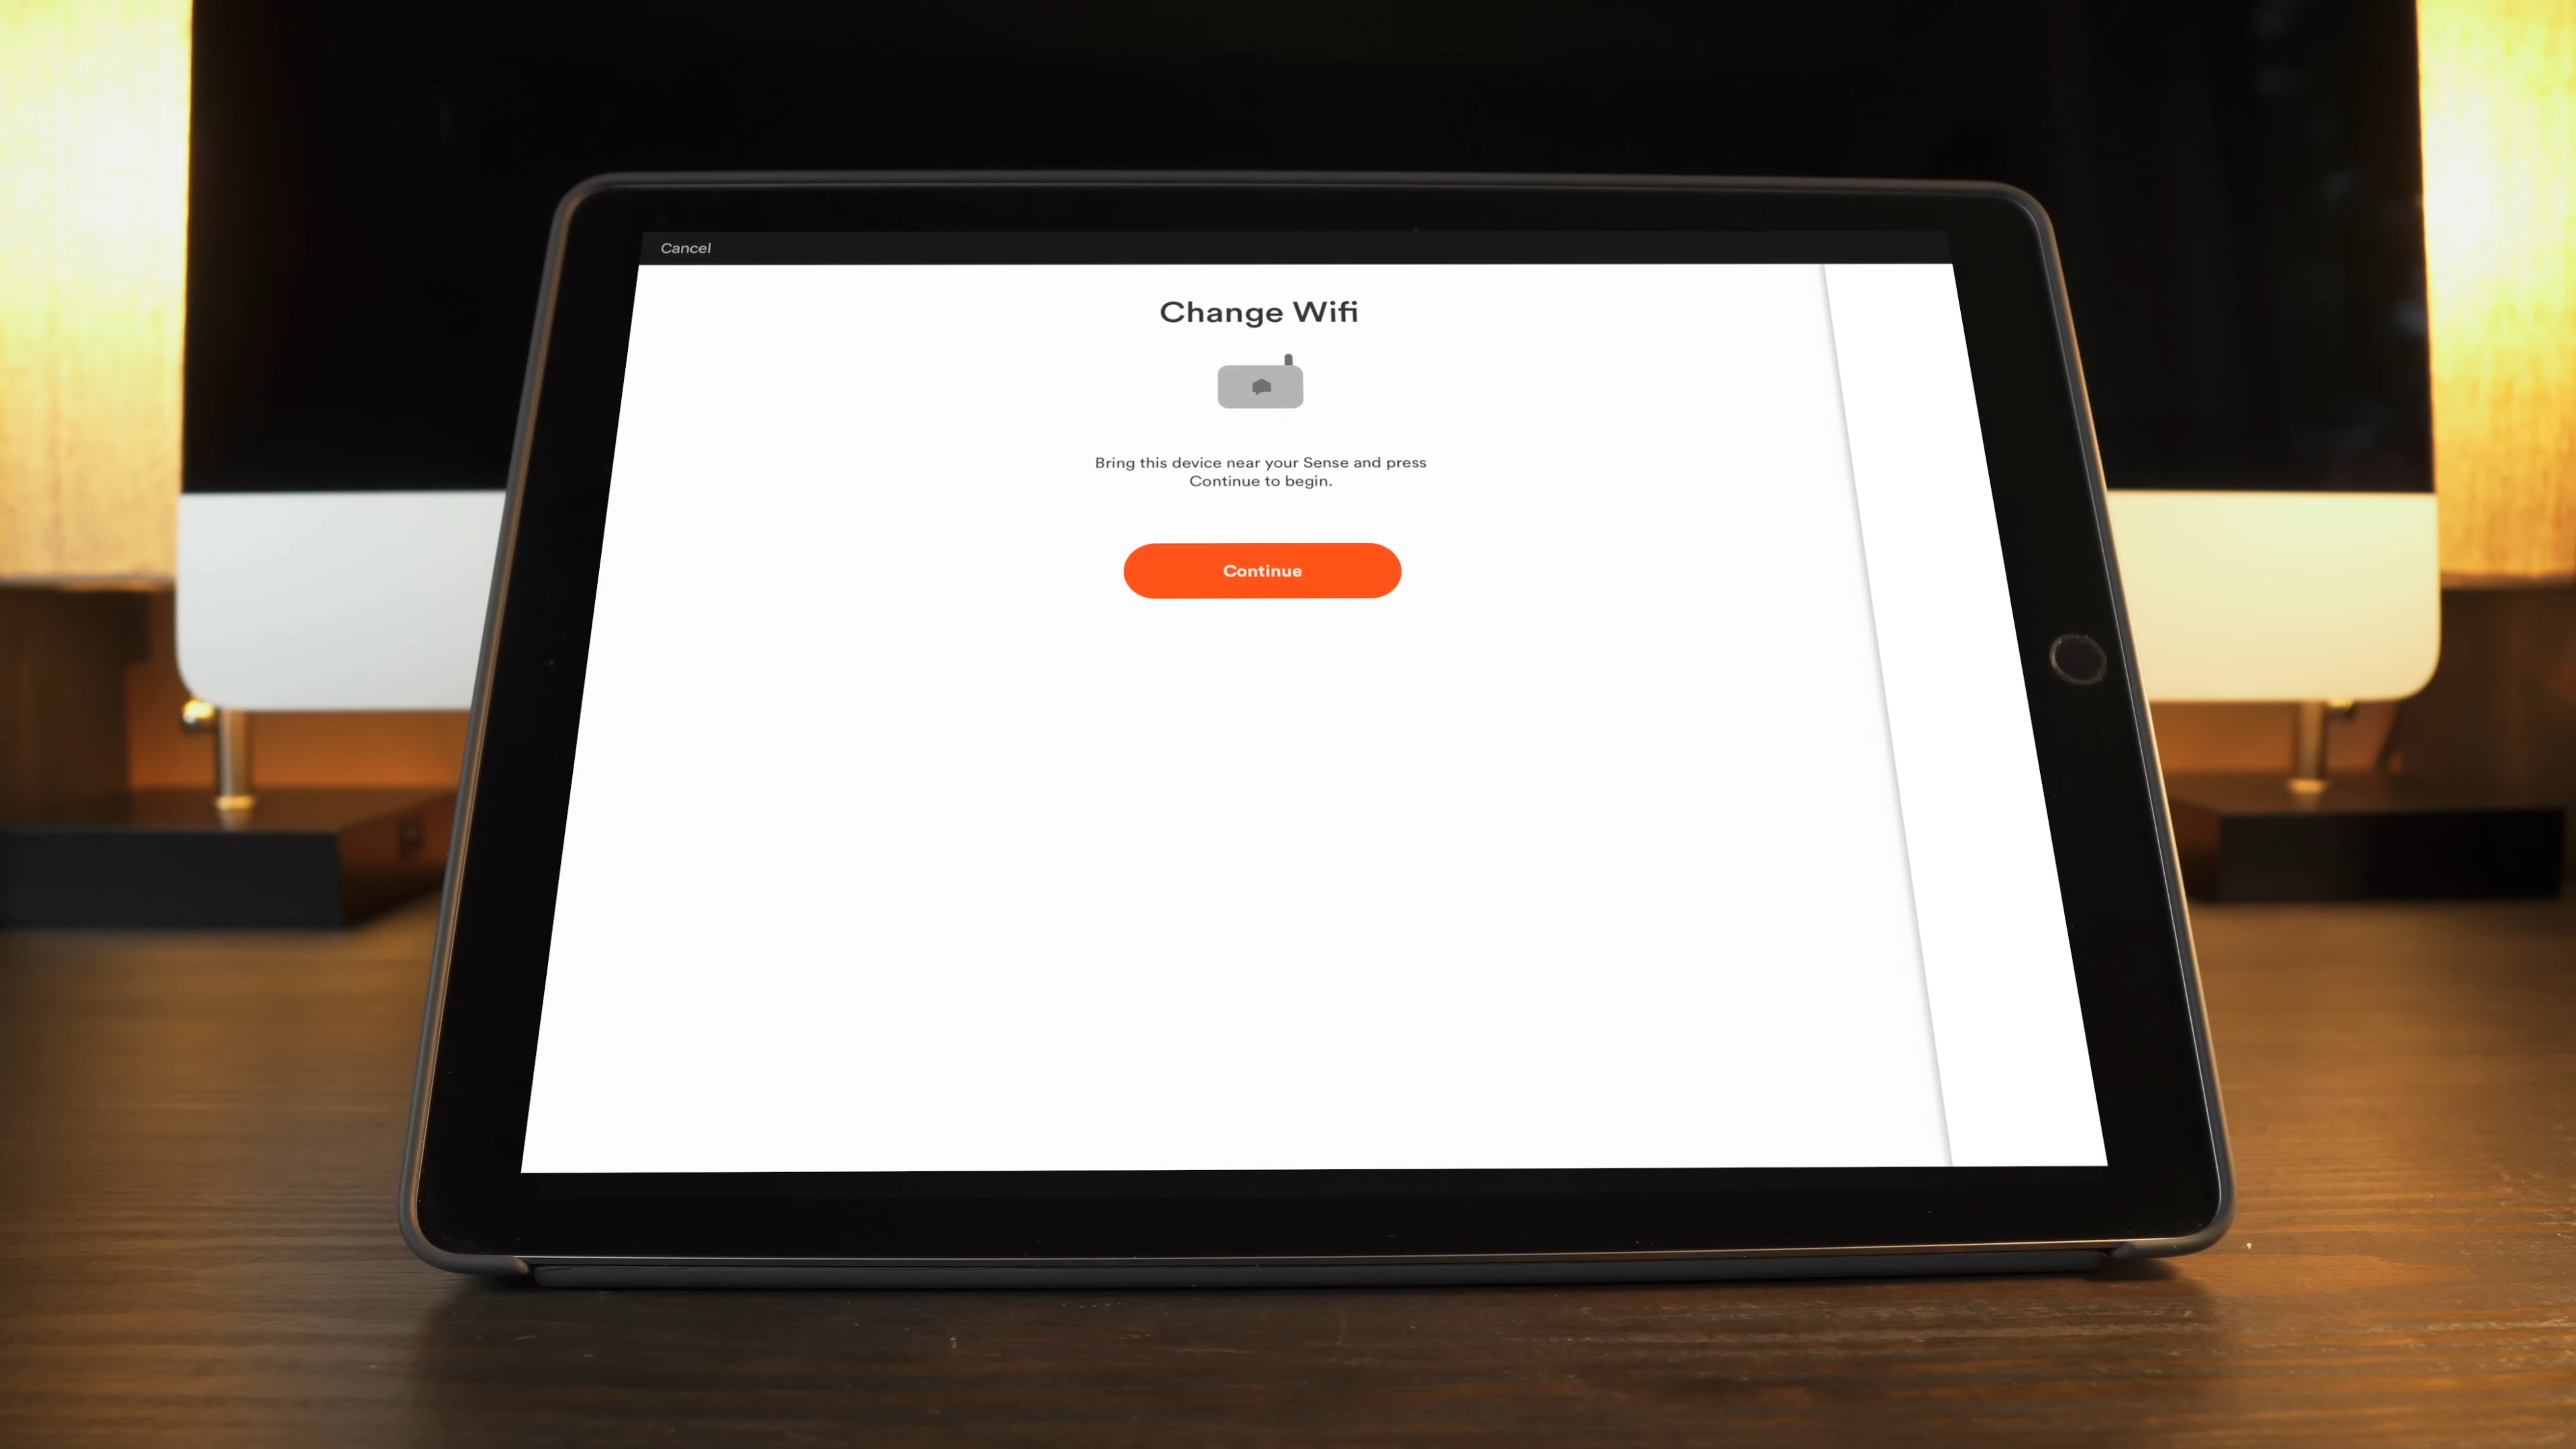 Cancel
Change Wifi
Bring this device near your Sense and press
Continue to begin.
Continue